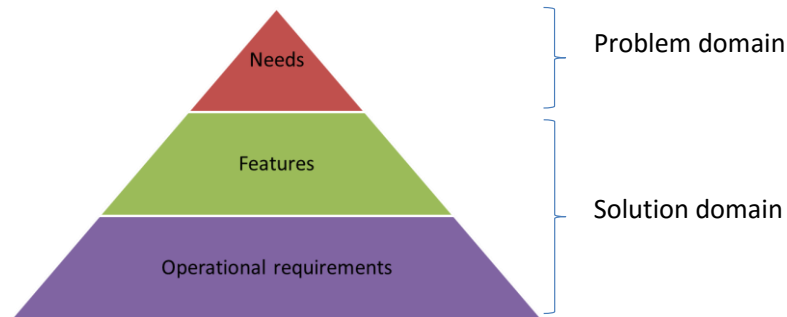 Needs
Problem domain
Features
Solution domain
Operational requirements